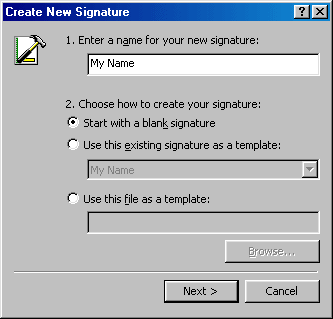 Create New Signature
1. Enter a name for your new signature:
My Name
2. Choose how to create your signature:
Start with a blank signature
Use this existing signature as a template:
My Name
Use this file as a template:
Browse...
Next > Cancel